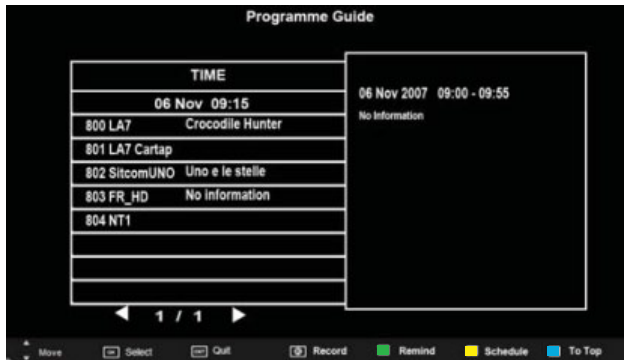 Programme Guide
TIME
06 Nov 09:15
800 LA7 Crocodile Hunter
801 LA7 Cartap
802 SitcomUNO Uno e le stelle
803 FR_HD No information
804 NT1
1 / 1
06 Nov 2007 09:00 - 09:55
No Information
Move OK Select EXIT Quit Record Remind Schedule To Top